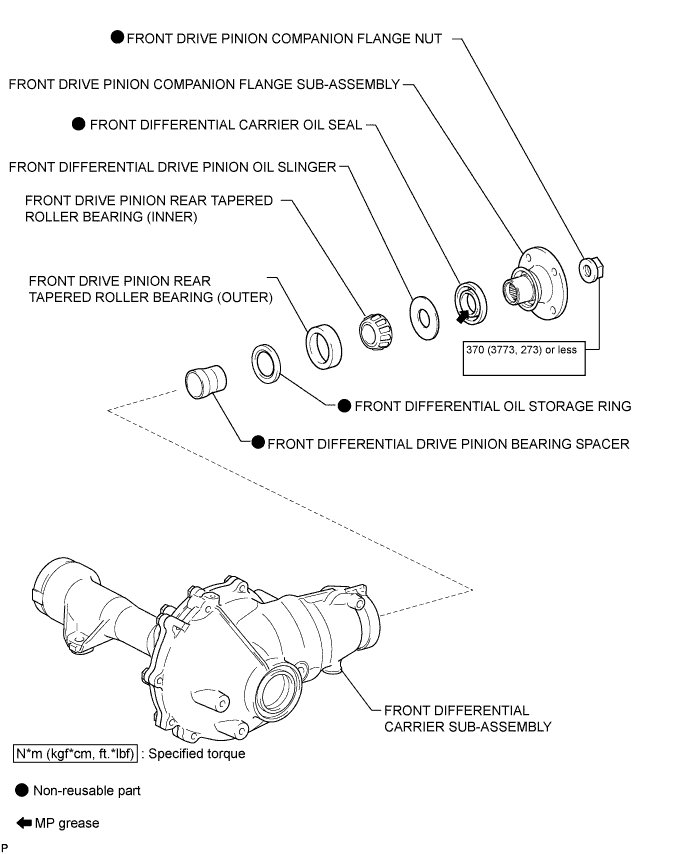 FRONT DRIVE PINION COMPANION FLANGE NUT
FRONT DRIVE PINION COMPANION FLANGE SUB-ASSEMBLY
FRONT DIFFERENTIAL CARRIER OIL SEAL
FRONT DIFFERENTIAL DRIVE PINION OIL SLINGER
FRONT DRIVE PINION REAR TAPERED
ROLLER BEARING (INNER)
FRONT DRIVE PINION REAR
TAPERED ROLLER BEARING (OUTER)
370 (3773, 273) or less
FRONT DIFFERENTIAL OIL STORAGE RING
FRONT DIFFERENTIAL DRIVE PINION BEARING SPACER
FRONT DIFFERENTIAL
CARRIER SUB-ASSEMBLY
N*m (kgf*cm, ft.*lbf) : Specified torque
Non-reusable part
MP grease
P